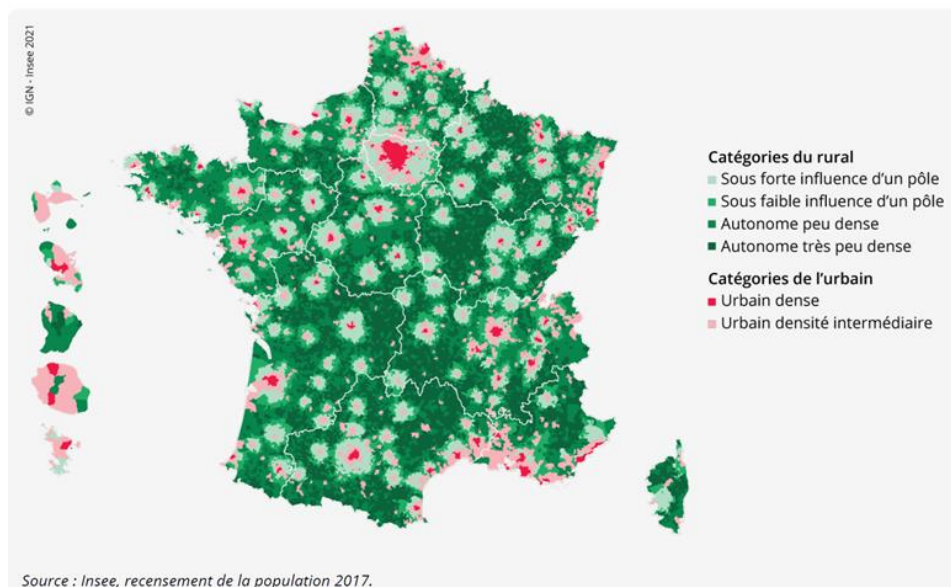 © IGN - Insee 2021
Catégories du rural
Sous forte influence d’un pôle
Sous faible influence d’un pôle
Autonome peu dense
Autonome très peu dense
Catégories de l’urbain
Urbain dense
Urbain densité intermédiaire
Source : Insee, recensement de la population 2017.